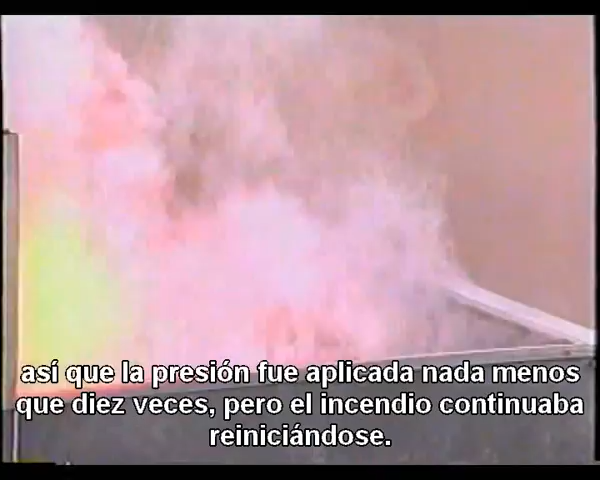 así que la presión fue aplicada nada menos
que diez veces, pero el incendio continuaba
reiniciándose.